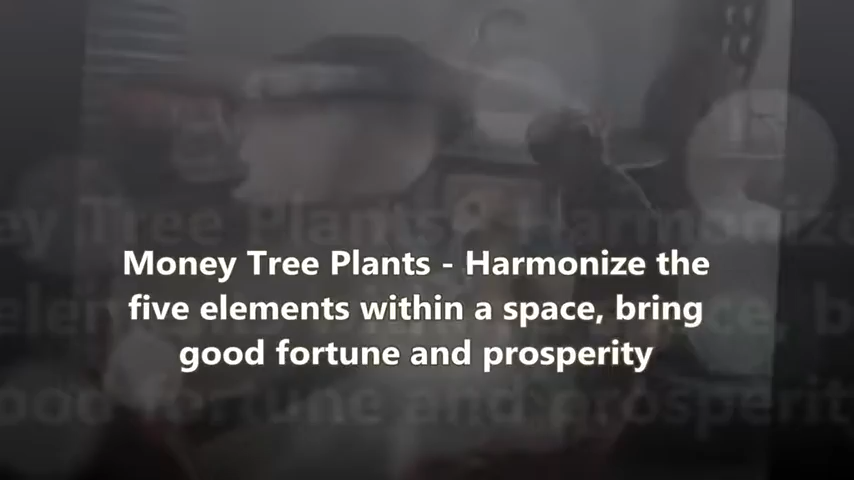 Money Tree Plants - Harmonize the
five elements within a space, bring
good fortune and prosperity